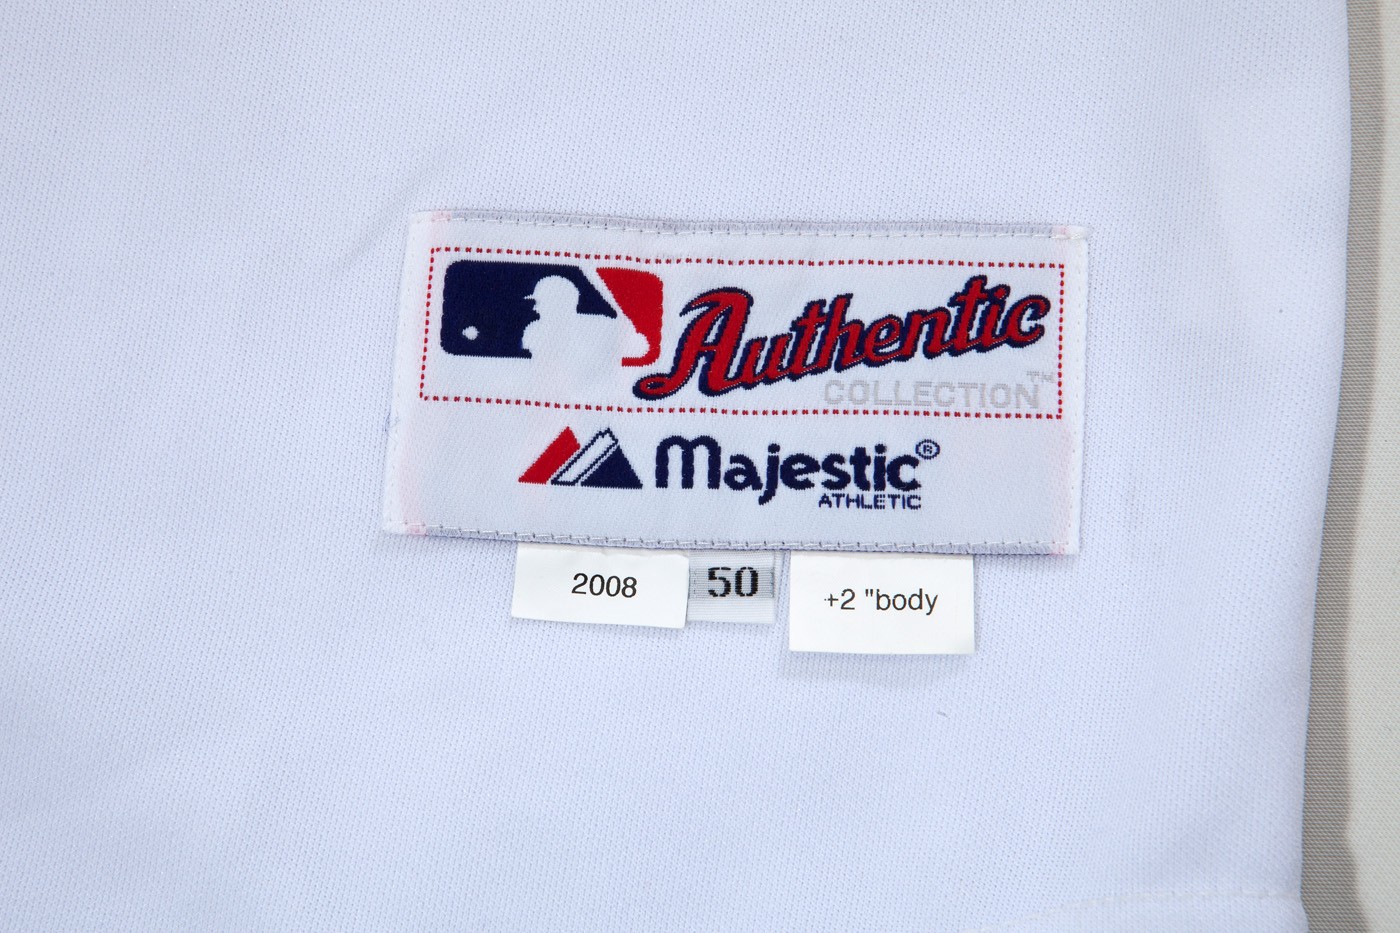 Authentic
COLLECTION™
Majestic®
ATHLETIC
2008
50
+2 "body